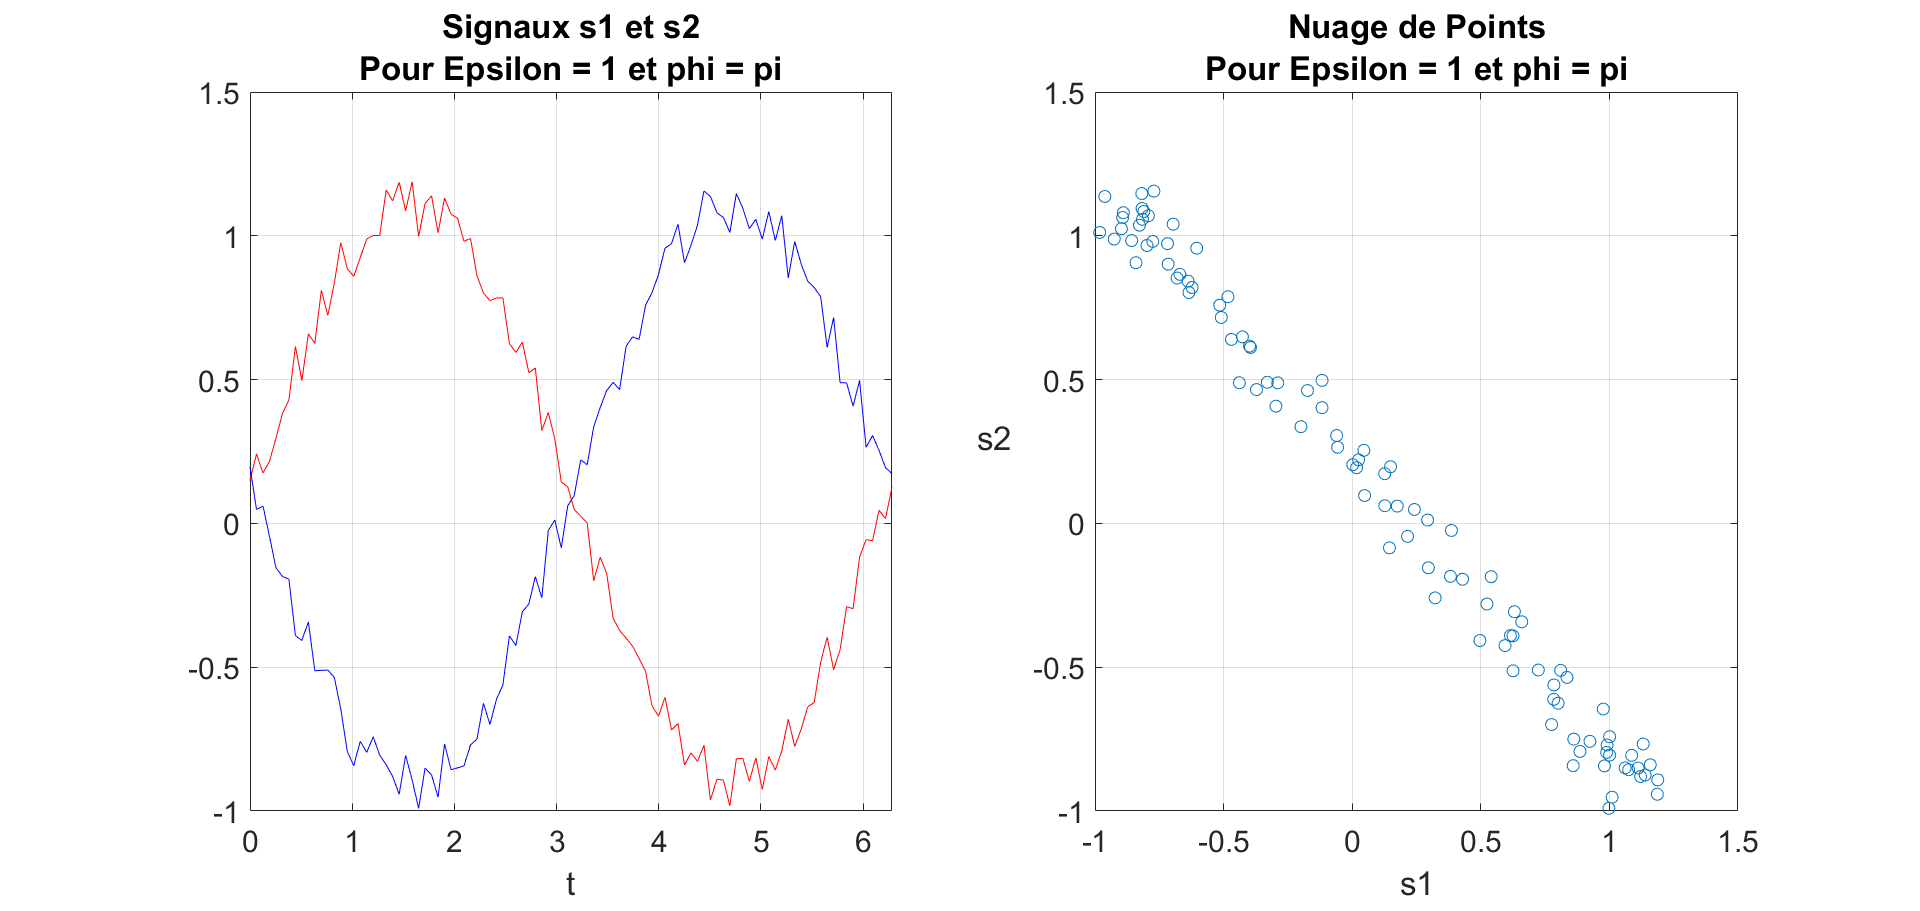 Signaux s1 et s2
Pour Epsilon = 1 et phi = pi
1.5
1
0.5
0
-0.5
-1
0 1 2 3 4 5 6
t
Nuage de Points
Pour Epsilon = 1 et phi = pi
s2
1.5
1
0.5
0
-0.5
-1
-1 -0.5 0 0.5 1 1.5
s1